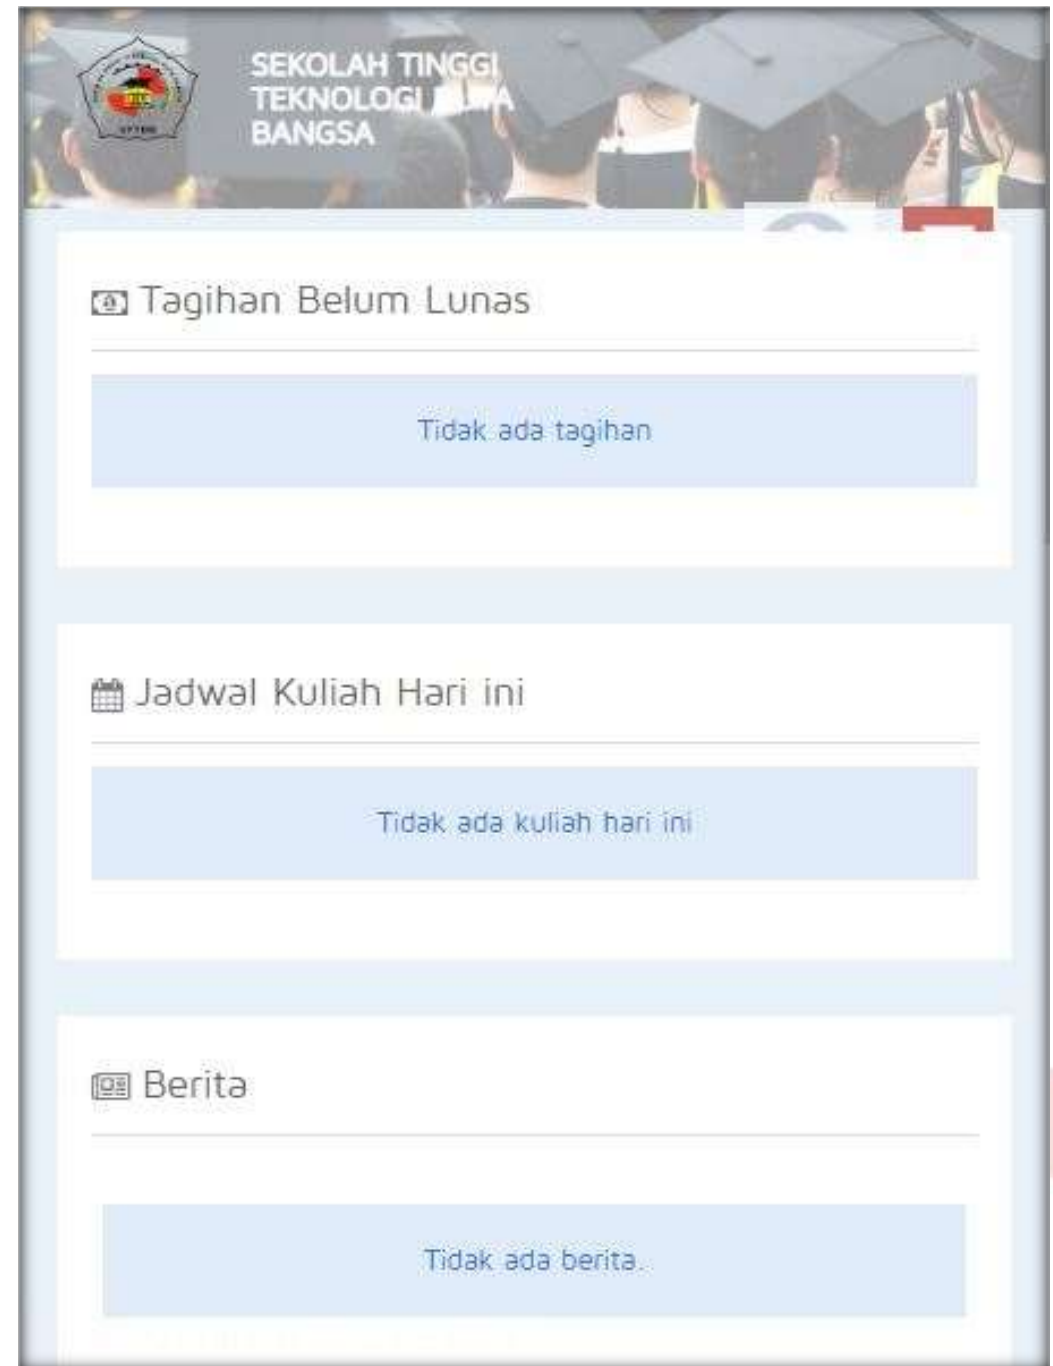 SEKOLAH TINGGI
TEKNOLOGI
BANGSA
Tagihan Belum Lunas
Tidak ada tagihan
Jadwal Kuliah Hari ini
Tidak ada kuliah hari ini
Berita
Tidak ada berita.